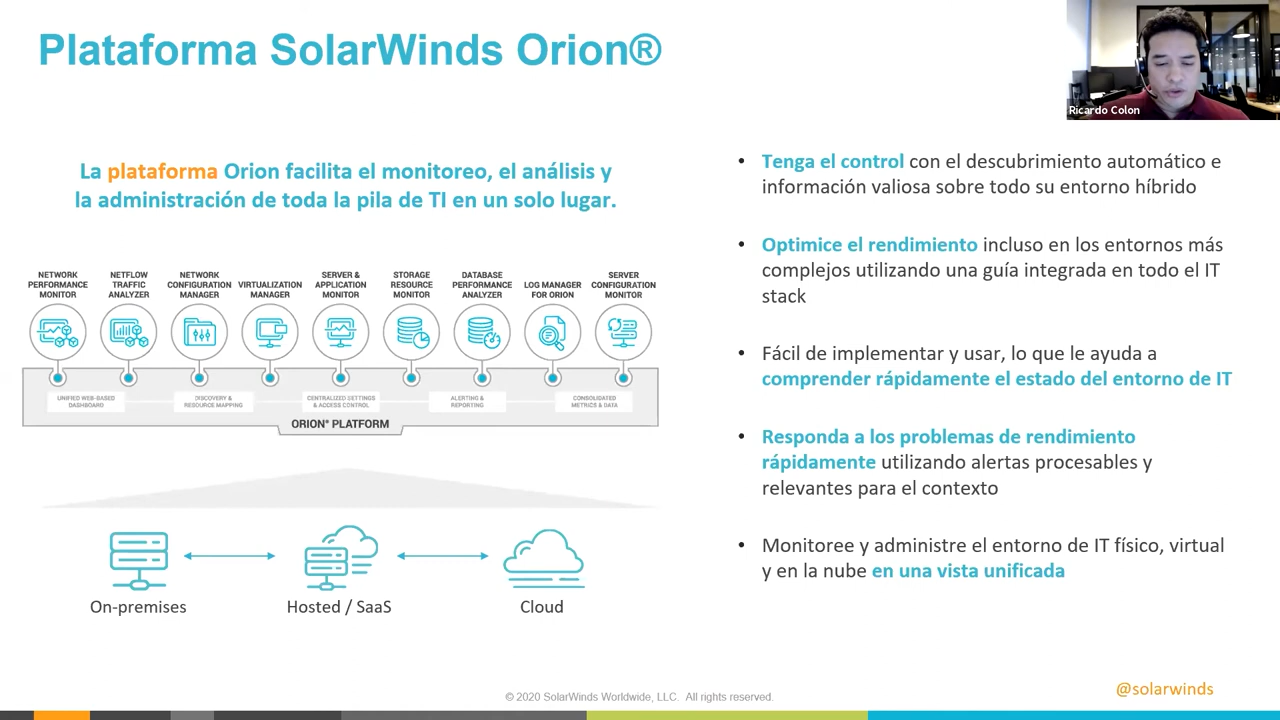 Plataforma SolarWinds Orion®
Ricardo Colon
La plataforma Orion facilita el monitoreo, el análisis y
la administración de toda la pila de TI en un solo lugar.
NETWORK
PERFORMANCE
MONITOR
NETFLOW
TRAFFIC
ANALYZER
NETWORK
CONFIGURATION
MANAGER
VIRTUALIZATION
MANAGER
SERVER &
APPLICATION
MONITOR
STORAGE
RESOURCE
MONITOR
DATABASE
PERFORMANCE
ANALYZER
LOG MANAGER
FOR ORION
SERVER
CONFIGURATION
MONITOR
UNIFIED WEB-BASED
DASHBOARD
DISCOVERY &
RESOURCE MAPPING
CENTRALIZED SETTINGS
& ACCESS CONTROL
ALERTING &
REPORTING
CONSOLIDATED
METRICS & DATA
ORION® PLATFORM
On-premises
Hosted / SaaS
Cloud
• Tenga el control con el descubrimiento automático e
información valiosa sobre todo su entorno híbrido
• Optimice el rendimiento incluso en los entornos más
complejos utilizando una guía integrada en todo el IT
stack
• Fácil de implementar y usar, lo que le ayuda a
comprender rápidamente el estado del entorno de IT
• Responda a los problemas de rendimiento
rápidamente utilizando alertas procesables y
relevantes para el contexto
• Monitoree y administre el entorno de IT físico, virtual
y en la nube en una vista unificada
© 2020 SolarWinds Worldwide, LLC. All rights reserved.
@solarwinds